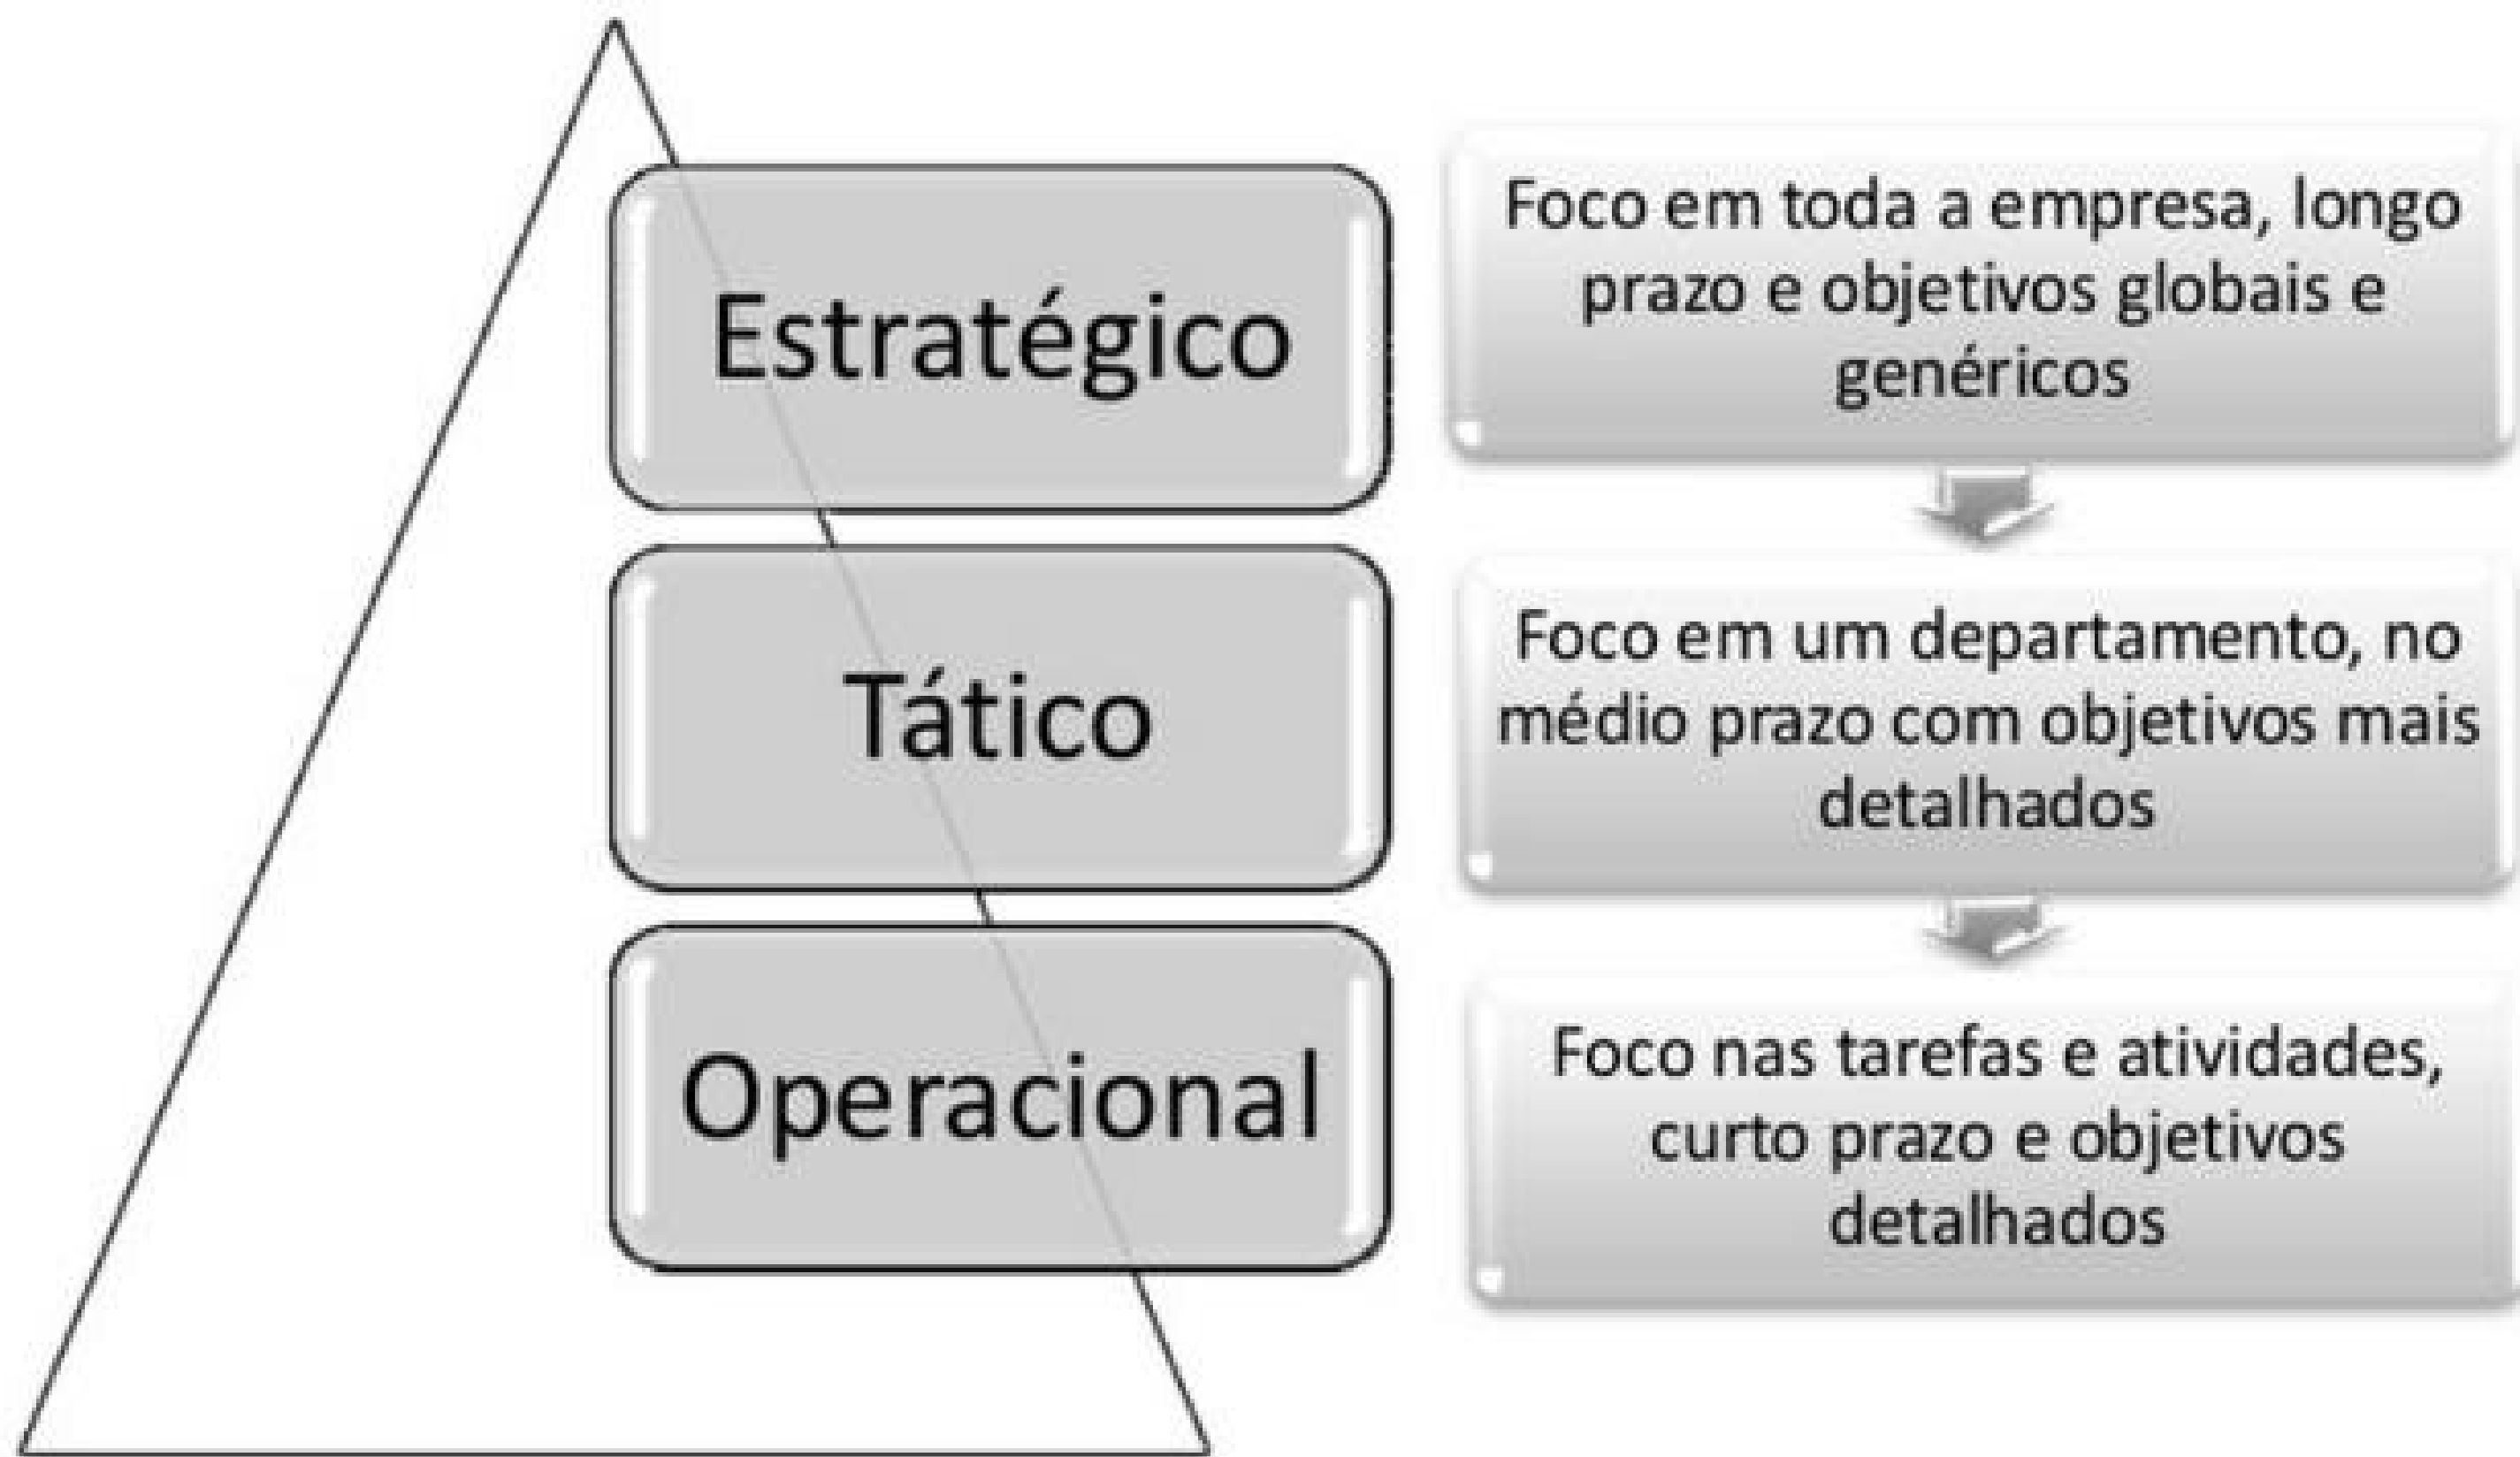 Estratégico
Foco em toda a empresa, longo
prazo e objetivos globais e
genéricos
Tático
Foco em um departamento, no
médio prazo com objetivos mais
detalhados
Operacional
Foco nas tarefas e atividades,
curto prazo e objetivos
detalhados